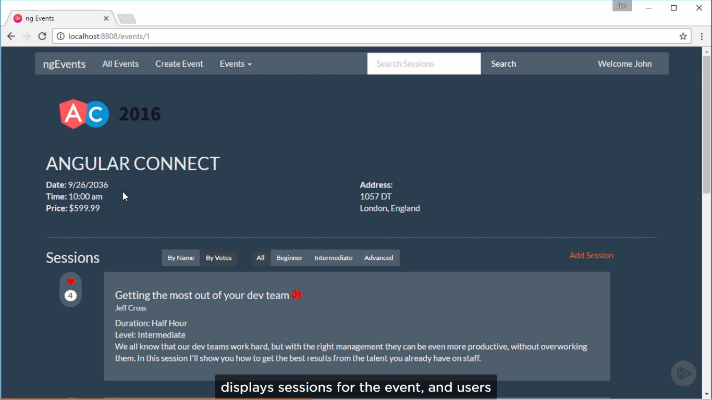 Jim
ng Events
localhost:8808/events/1
ngEvents All Events Create Event Events Search Sessions Search Welcome John
AC 2016
ANGULAR CONNECT
Date: 9/26/2036
Time: 10:00 am
Price: $599.99
Address:
1057 DT
London, England
Sessions By Name By Votes All Beginner Intermediate Advanced Add Session
4
Getting the most out of your dev team
Jeff Cross
Duration: Half Hour
Level: Intermediate
We all know that our dev teams work hard, but with the right management they can be even more productive, without overworking
them. In this session I'll show you how to get the best results from the talent you already have on staff.
displays sessions for the event, and users